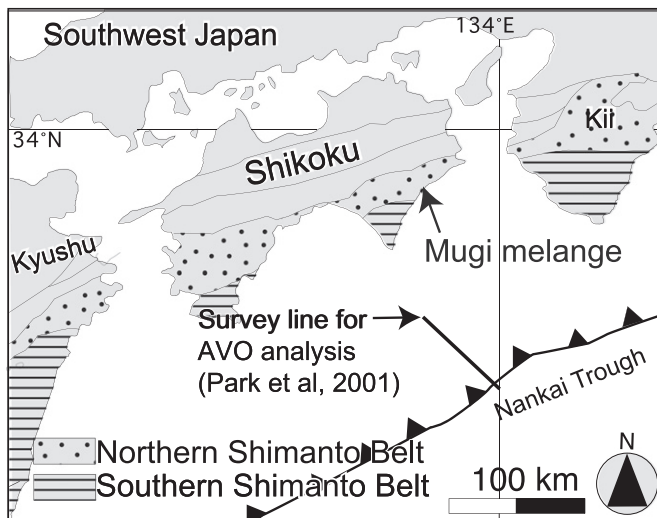 Southwest Japan
134°E
34°N
Kii
Shikoku
Mugi melange
Kyushu
Survey line for
AVO analysis
(Park et al, 2001)
Nankai Trough
Northern Shimanto Belt
Southern Shimanto Belt
100 km
N